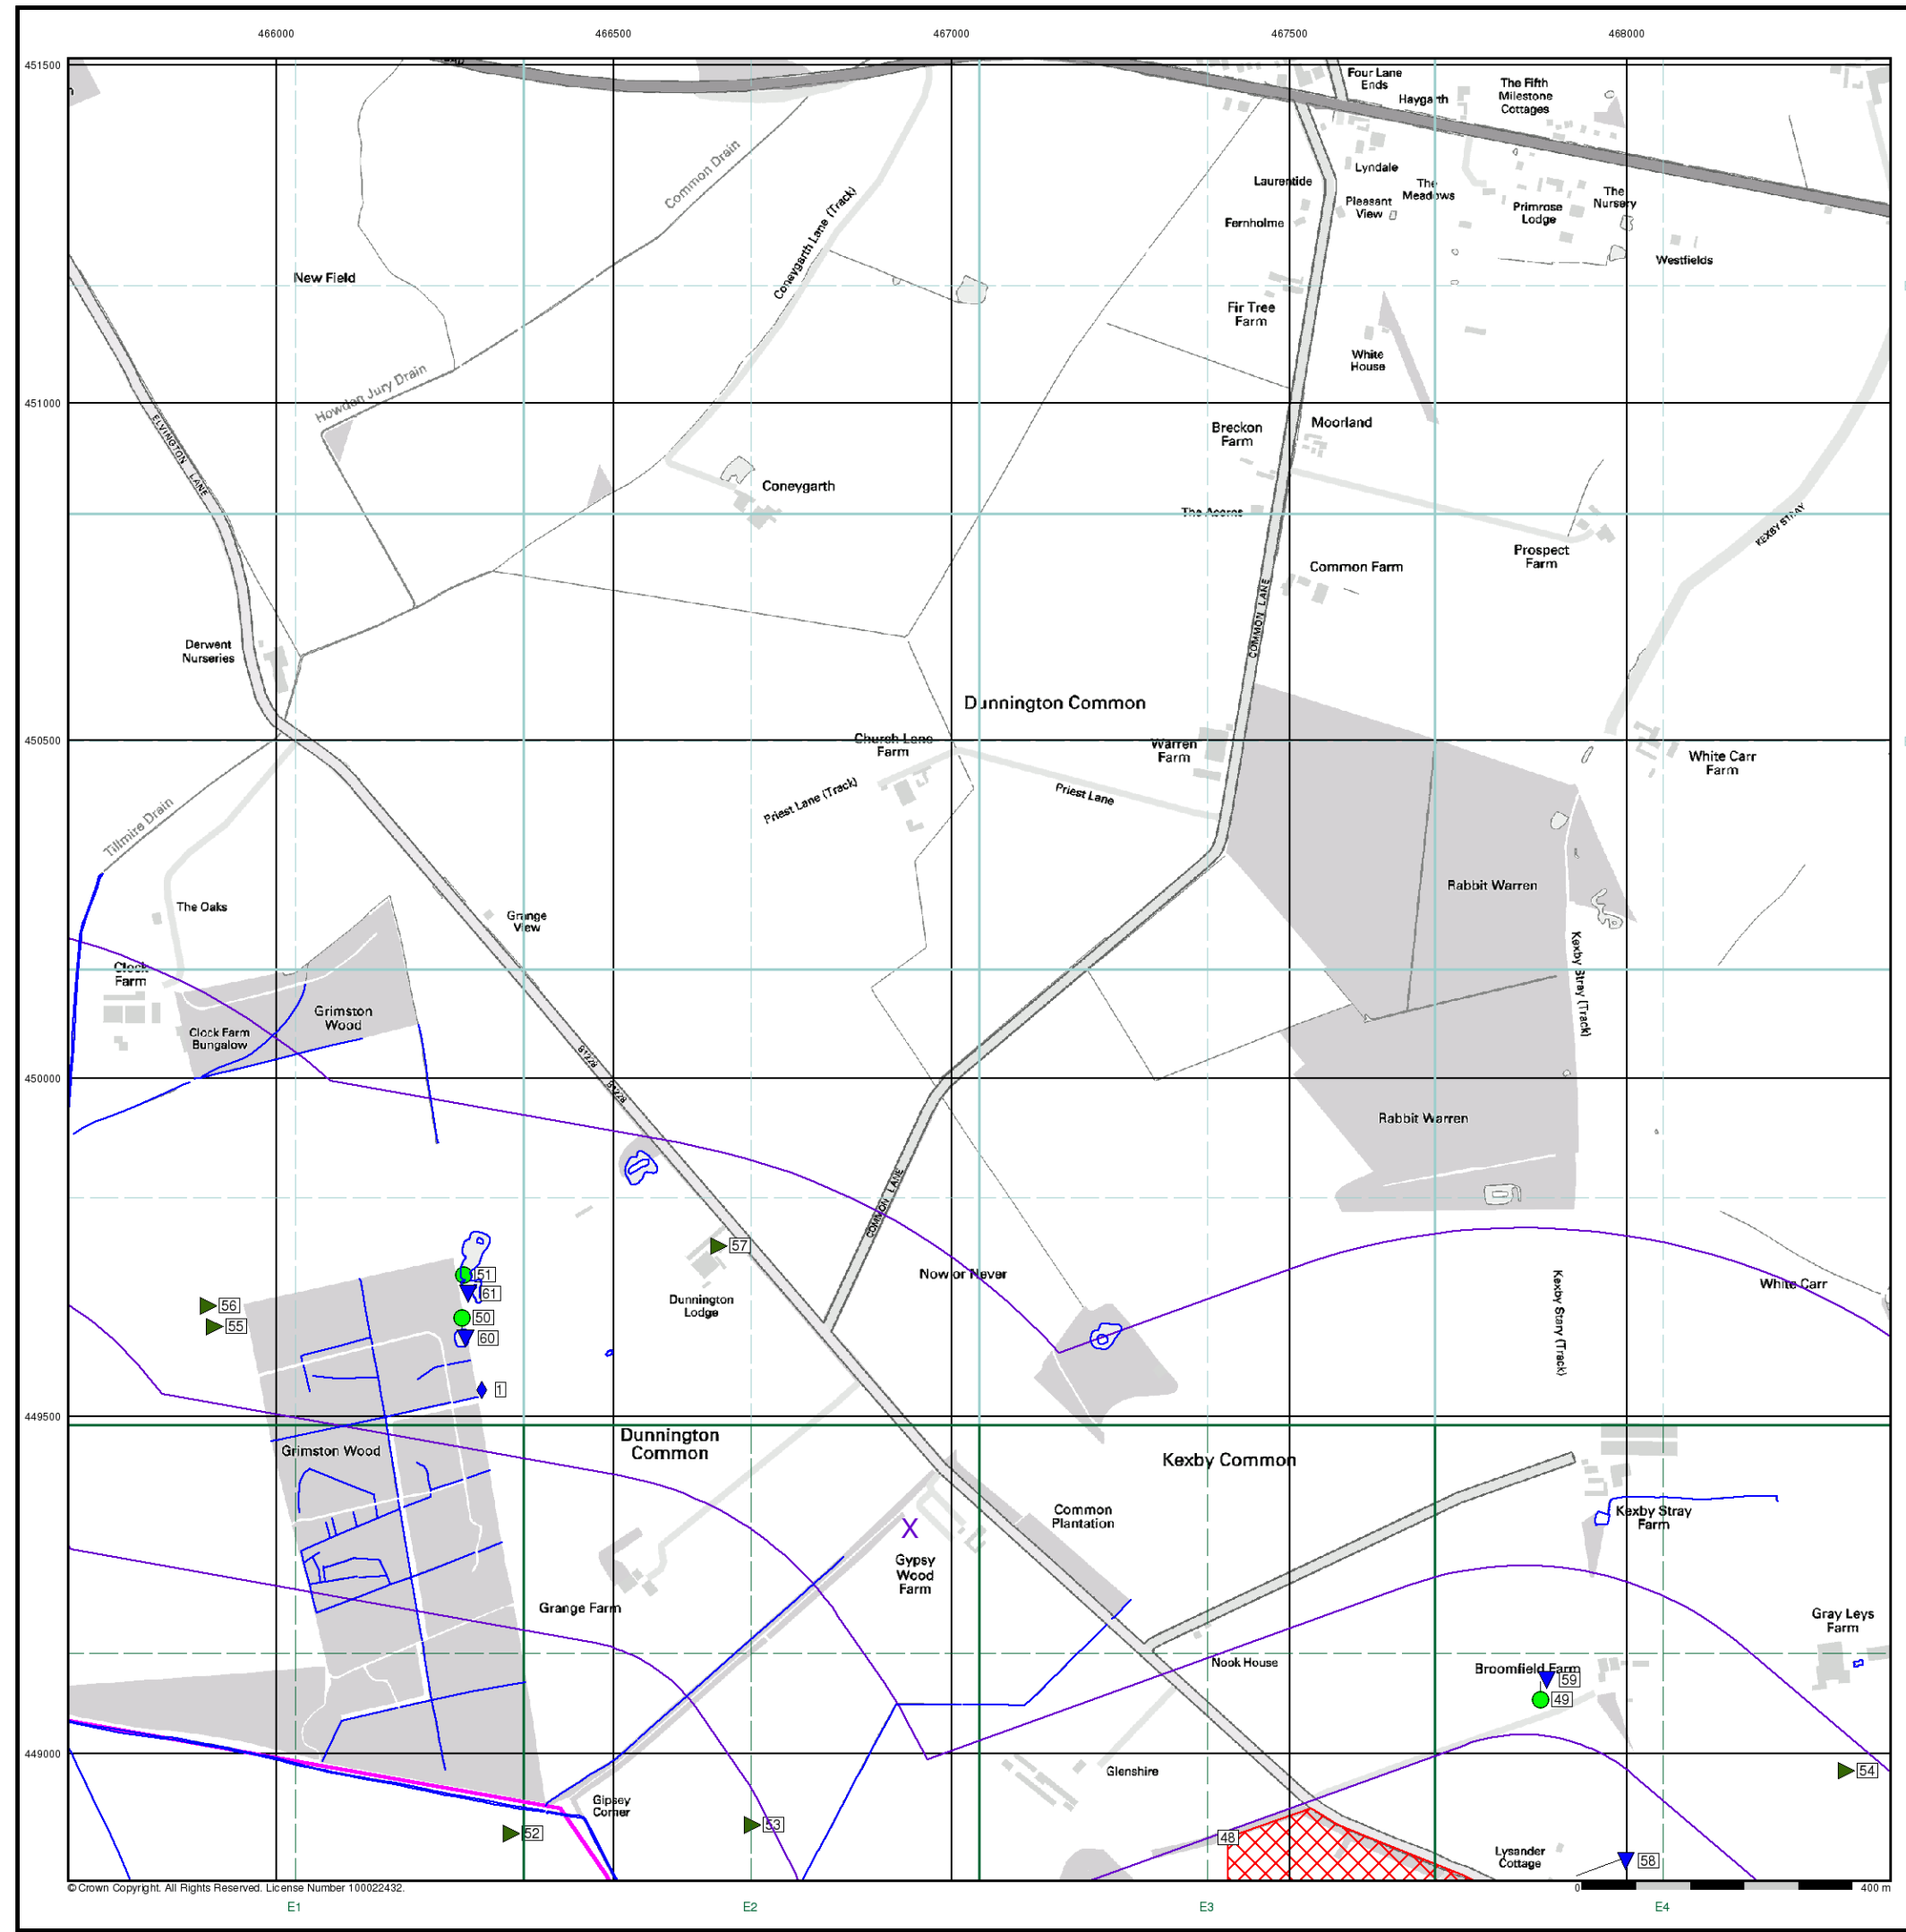 466000
466500
467000
467500
468000
451500
Four Lane
Ends
Haygarth
The Fifth
Milestone
Cottages
Common Drain
Lyndale
The
Meadows
Laurentide
Pleasant
View
Primrose
Lodge
The
Nursery
Fernholme
Coneygarth Lane (Track)
Westfields
New Field
Fir Tree
Farm
White
House
Howden Jury Drain
451000
ELVINGTON LANE
Breckon
Farm
Moorland
Coneygarth
The Acorns
KEXBY STRAY
Prospect
Farm
Common Farm
COMMON LANE
Derwent
Nurseries
Dunnington Common
450500
Church Lane
Farm
Warren
Farm
White Carr
Farm
Priest Lane (Track)
Priest Lane
Tillmire Drain
Rabbit Warren
The Oaks
Grange
View
Kexby Stray (Track)
Clock
Farm
Grimston
Wood
Clock Farm
Bungalow
B1228
B1228
450000
Rabbit Warren
COMMON LANE
57
51
Now or Never
White Carr
61
56
Dunnington
Lodge
50
55
60
Kexby Stary (Track)
1
449500
Grimston Wood
Dunnington
Common
Kexby Common
Common
Plantation
Kexby Stray
Farm
X
Gypsy
Wood
Farm
Grange Farm
Gray Leys
Farm
Nook House
Broomfield Farm
59
49
449000
Glenshire
54
Gipsey
Corner
53
52
48
Lysander
Cottage
58
© Crown Copyright. All Rights Reserved. License Number 100022432.
0
400 m
E1
E2
E3
E4